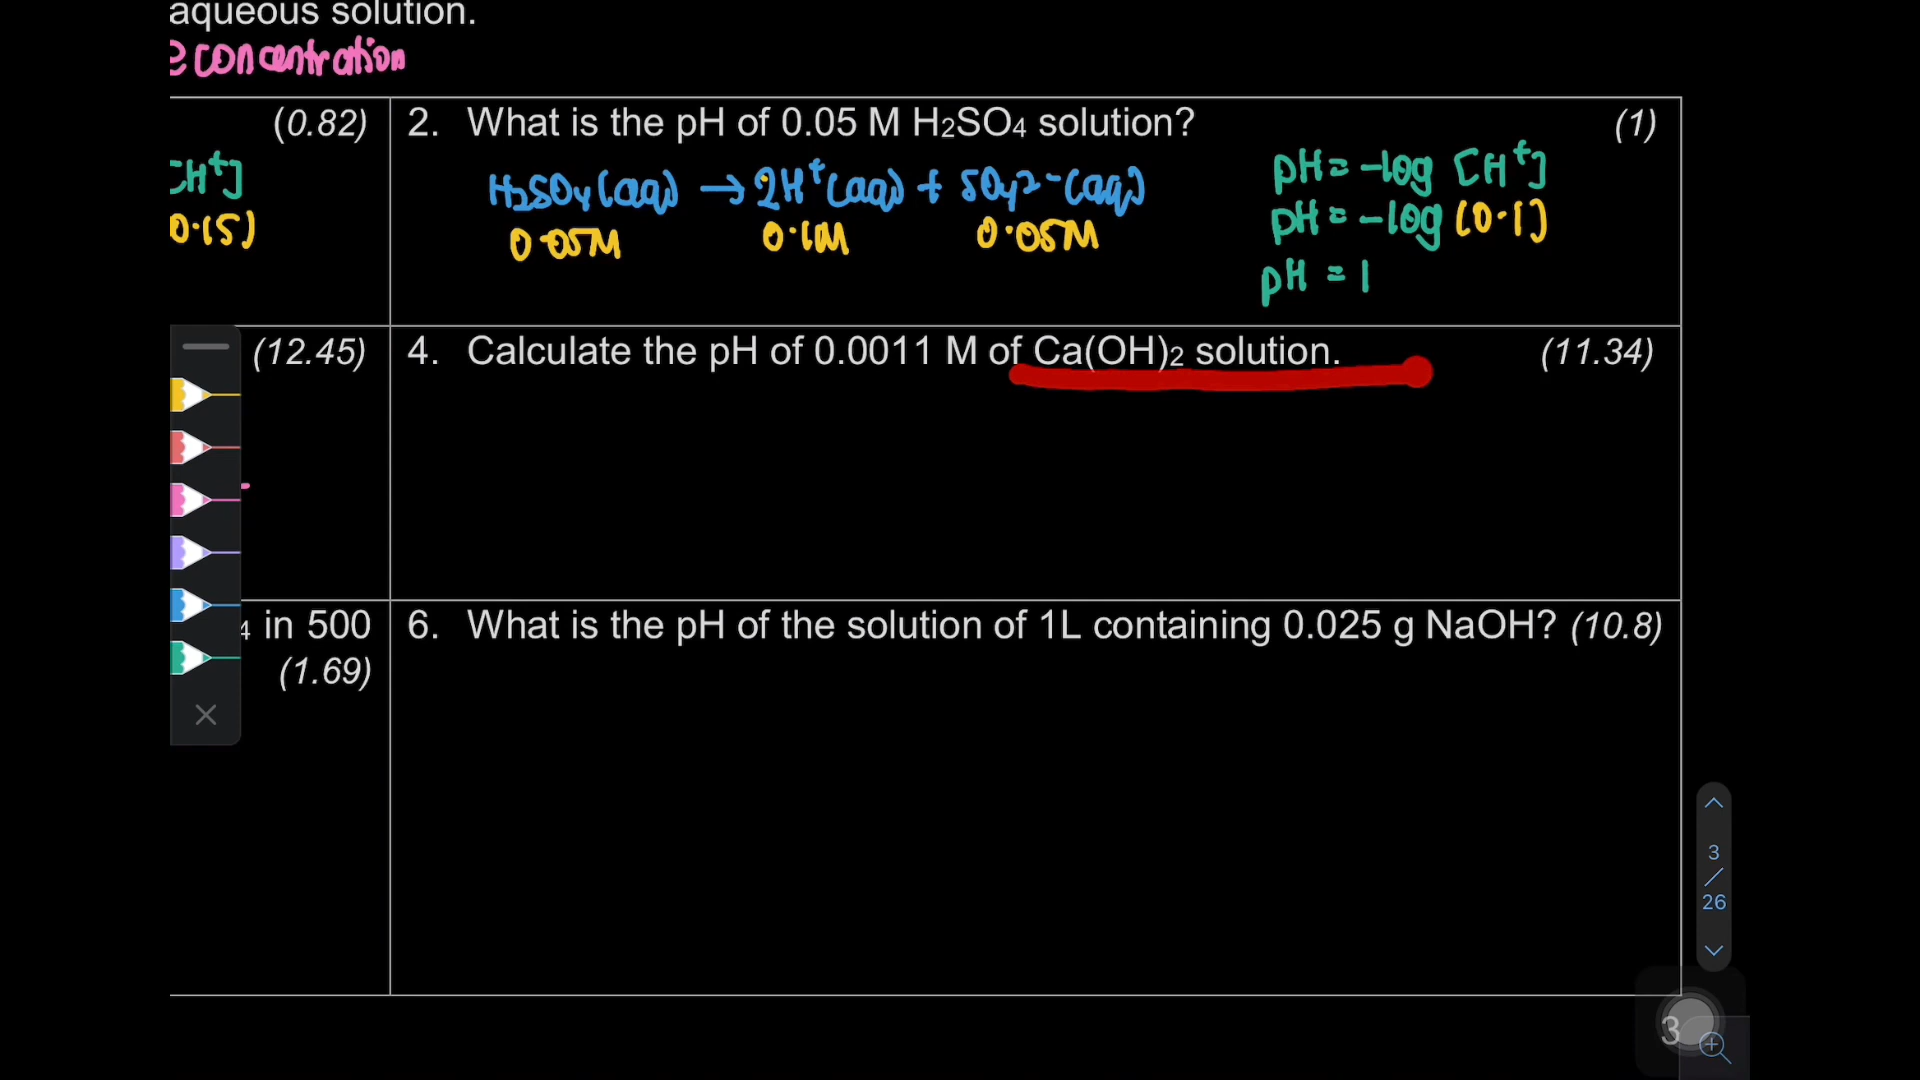 aqueous solution.
e concentration
(0.82)
[H+]
0.15)
2. What is the pH of 0.05 M H2SO4 solution? (1)
H2SO4(aq) → 2H+(aq) + SO42-(aq)
0.05M 0.1M 0.05M
pH = -log [H+]
pH = -log (0.1)
pH = 1
(12.45)
4. Calculate the pH of 0.0011 M of Ca(OH)2 solution. (11.34)
4 in 500
(1.69)
6. What is the pH of the solution of 1L containing 0.025 g NaOH? (10.8)
3
/
26
3